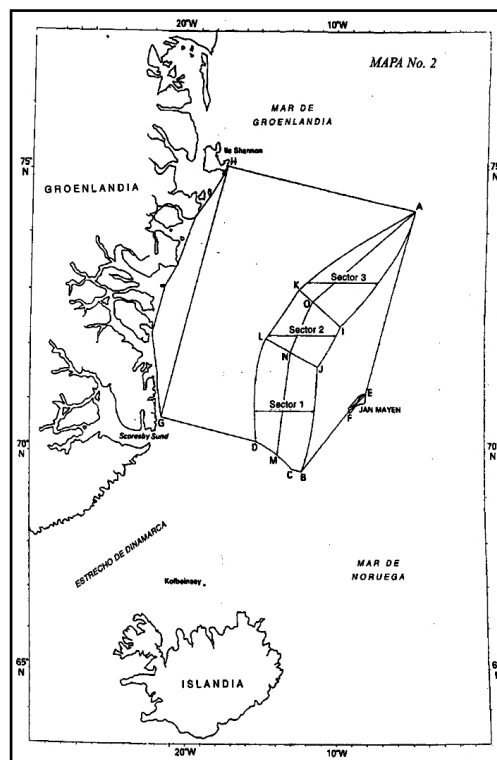 20°W
10°W
MAPA No. 2
MAR DE
GROENLANDIA
Ile Shannon
H
75
N
75
GROENLANDIA
A
K
Sector 3
O
I
L
Sector 2
N
J
E
JAN MAYEN
F
Sector 1
G
Scoresby Sund
70
N
70
N
D
M
C
B
ESTRECHO DE DINAMARCA
MAR DE
NORUEGA
Kolbeinsey
65
N
ISLANDIA
20°W
10°W